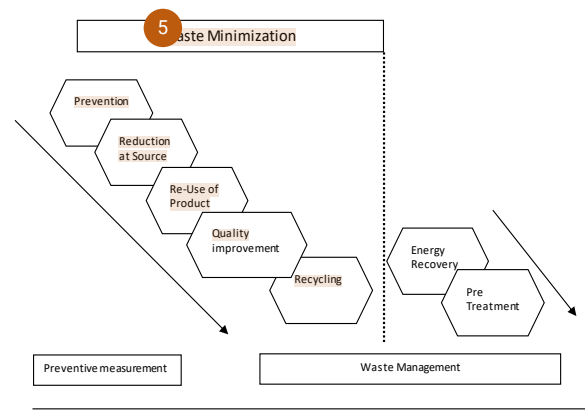 5
aste Minimization
Prevention
Reduction
at Source
Re-Use of
Product
Quality
improvement
Recycling
Energy
Recovery
Pre
Treatment
Preventive measurement
Waste Management